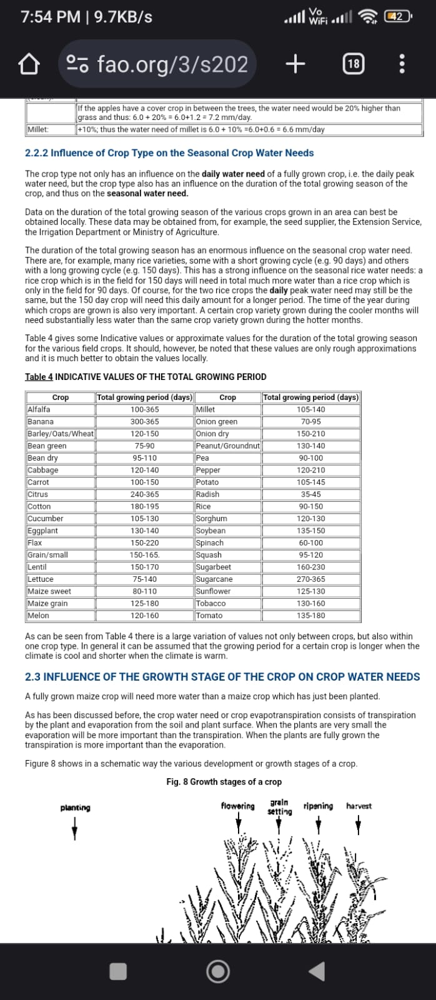 7:54 PM | 9.7KB/s
Vo
WiFi
42
fao.org/3/s202
18
If the apples have a cover crop in between the trees, the water need would be 20% higher than
grass and thus: 6.0 + 20% = 6.0+1.2 = 7.2 mm/day.
Millet: +10%; thus the water need of millet is 6.0 + 10% =6.0+0.6 = 6.6 mm/day
2.2.2 Influence of Crop Type on the Seasonal Crop Water Needs
The crop type not only has an influence on the daily water need of a fully grown crop, i.e. the daily peak
water need, but the crop type also has an influence on the duration of the total growing season of the
crop, and thus on the seasonal water need.
Data on the duration of the total growing season of the various crops grown in an area can best be
obtained locally. These data may be obtained from, for example, the seed supplier, the Extension Service,
the Irrigation Department or Ministry of Agriculture.
The duration of the total growing season has an enormous influence on the seasonal crop water need.
There are, for example, many rice varieties, some with a short growing cycle (e.g. 90 days) and others
with a long growing cycle (e.g. 150 days). This has a strong influence on the seasonal rice water needs: a
rice crop which is in the field for 150 days will need in total much more water than a rice crop which is
only in the field for 90 days. Of course, for the two rice crops the daily peak water need may still be the
same, but the 150 day crop will need this daily amount for a longer period. The time of the year during
which crops are grown is also very important. A certain crop variety grown during the cooler months will
need substantially less water than the same crop variety grown during the hotter months.
Table 4 gives some Indicative values or approximate values for the duration of the total growing season
for the various field crops. It should, however, be noted that these values are only rough approximations
and it is much better to obtain the values locally.
Table 4 INDICATIVE VALUES OF THE TOTAL GROWING PERIOD
Crop Total growing period (days) Crop Total growing period (days)
Alfalfa 100-365 Millet 105-140
Banana 300-365 Onion green 70-95
Barley/Oats/Wheat 120-150 Onion dry 150-210
Bean green 75-90 Peanut/Groundnut 130-140
Bean dry 95-110 Pea 90-100
Cabbage 120-140 Pepper 120-210
Carrot 100-150 Potato 105-145
Citrus 240-365 Radish 35-45
Cotton 180-195 Rice 90-150
Cucumber 105-130 Sorghum 120-130
Eggplant 130-140 Soybean 135-150
Flax 150-220 Spinach 60-100
Grain/small 150-165. Squash 95-120
Lentil 150-170 Sugarbeet 160-230
Lettuce 75-140 Sugarcane 270-365
Maize sweet 80-110 Sunflower 125-130
Maize grain 125-180 Tobacco 130-160
Melon 120-160 Tomato 135-180
As can be seen from Table 4 there is a large variation of values not only between crops, but also within
one crop type. In general it can be assumed that the growing period for a certain crop is longer when the
climate is cool and shorter when the climate is warm.
2.3 INFLUENCE OF THE GROWTH STAGE OF THE CROP ON CROP WATER NEEDS
A fully grown maize crop will need more water than a maize crop which has just been planted.
As has been discussed before, the crop water need or crop evapotranspiration consists of transpiration
by the plant and evaporation from the soil and plant surface. When the plants are very small the
evaporation will be more important than the transpiration. When the plants are fully grown the
transpiration is more important than the evaporation.
Figure 8 shows in a schematic way the various development or growth stages of a crop.
Fig. 8 Growth stages of a crop
planting flowering grain setting ripening harvest